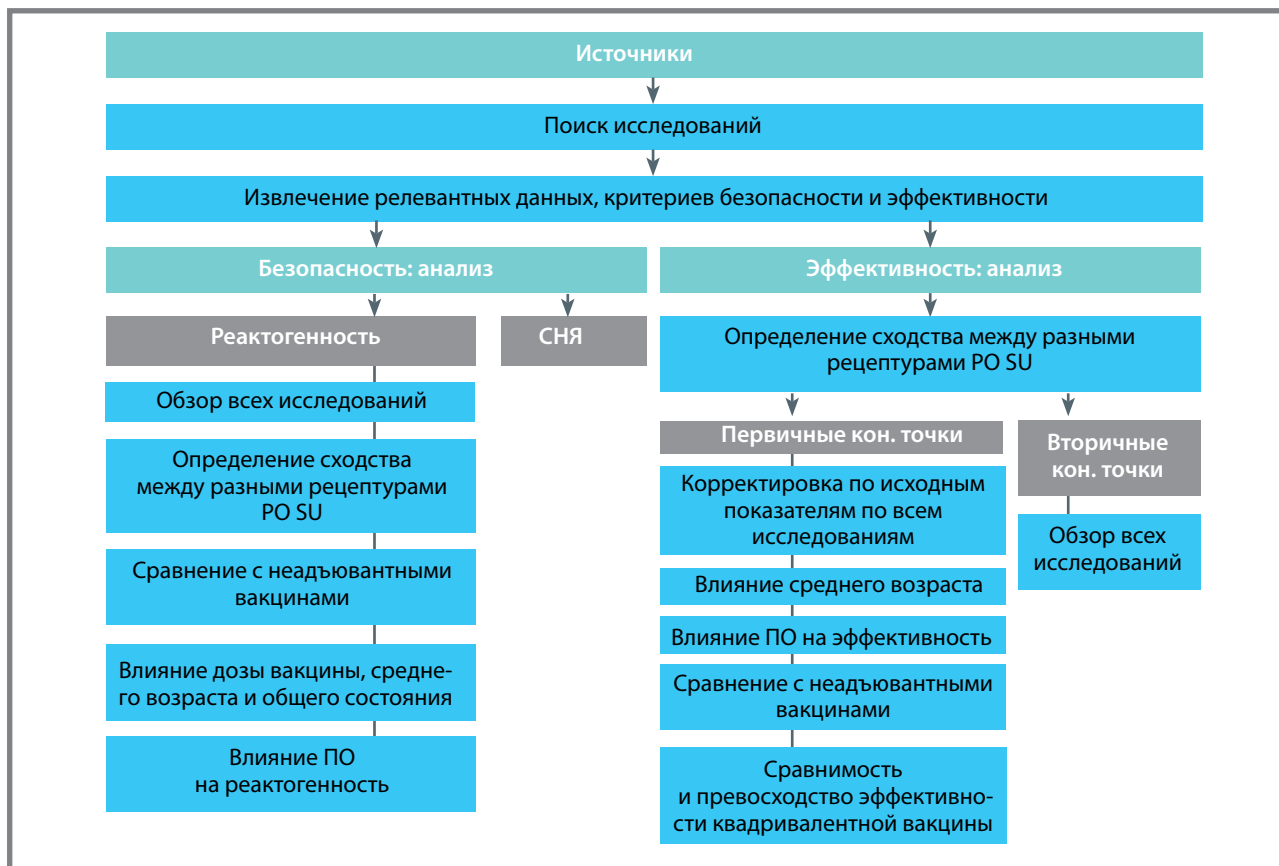 Источники
Поиск исследований
Извлечение релевантных данных, критериев безопасности и эффективности
Безопасность: анализ
Реактогенность
СНЯ
Обзор всех исследований
Определение сходства
между разными рецептурами
PO SU
Сравнение с неадъювантными
вакцинами
Влияние дозы вакцины, средне-
го возраста и общего состояния
Влияние ПО
на реактогенность
Эффективность: анализ
Определение сходства между разными
рецептурами PO SU
Первичные кон. точки
Корректировка по исходным
показателям по всем
исследованиям
Влияние среднего возраста
Влияние ПО на эффективность
Сравнение с неадъювантными
вакцинами
Сравнимость
и превосходство эффективно-
сти квадривалентной вакцины
Вторичные
кон. точки
Обзор всех
исследований